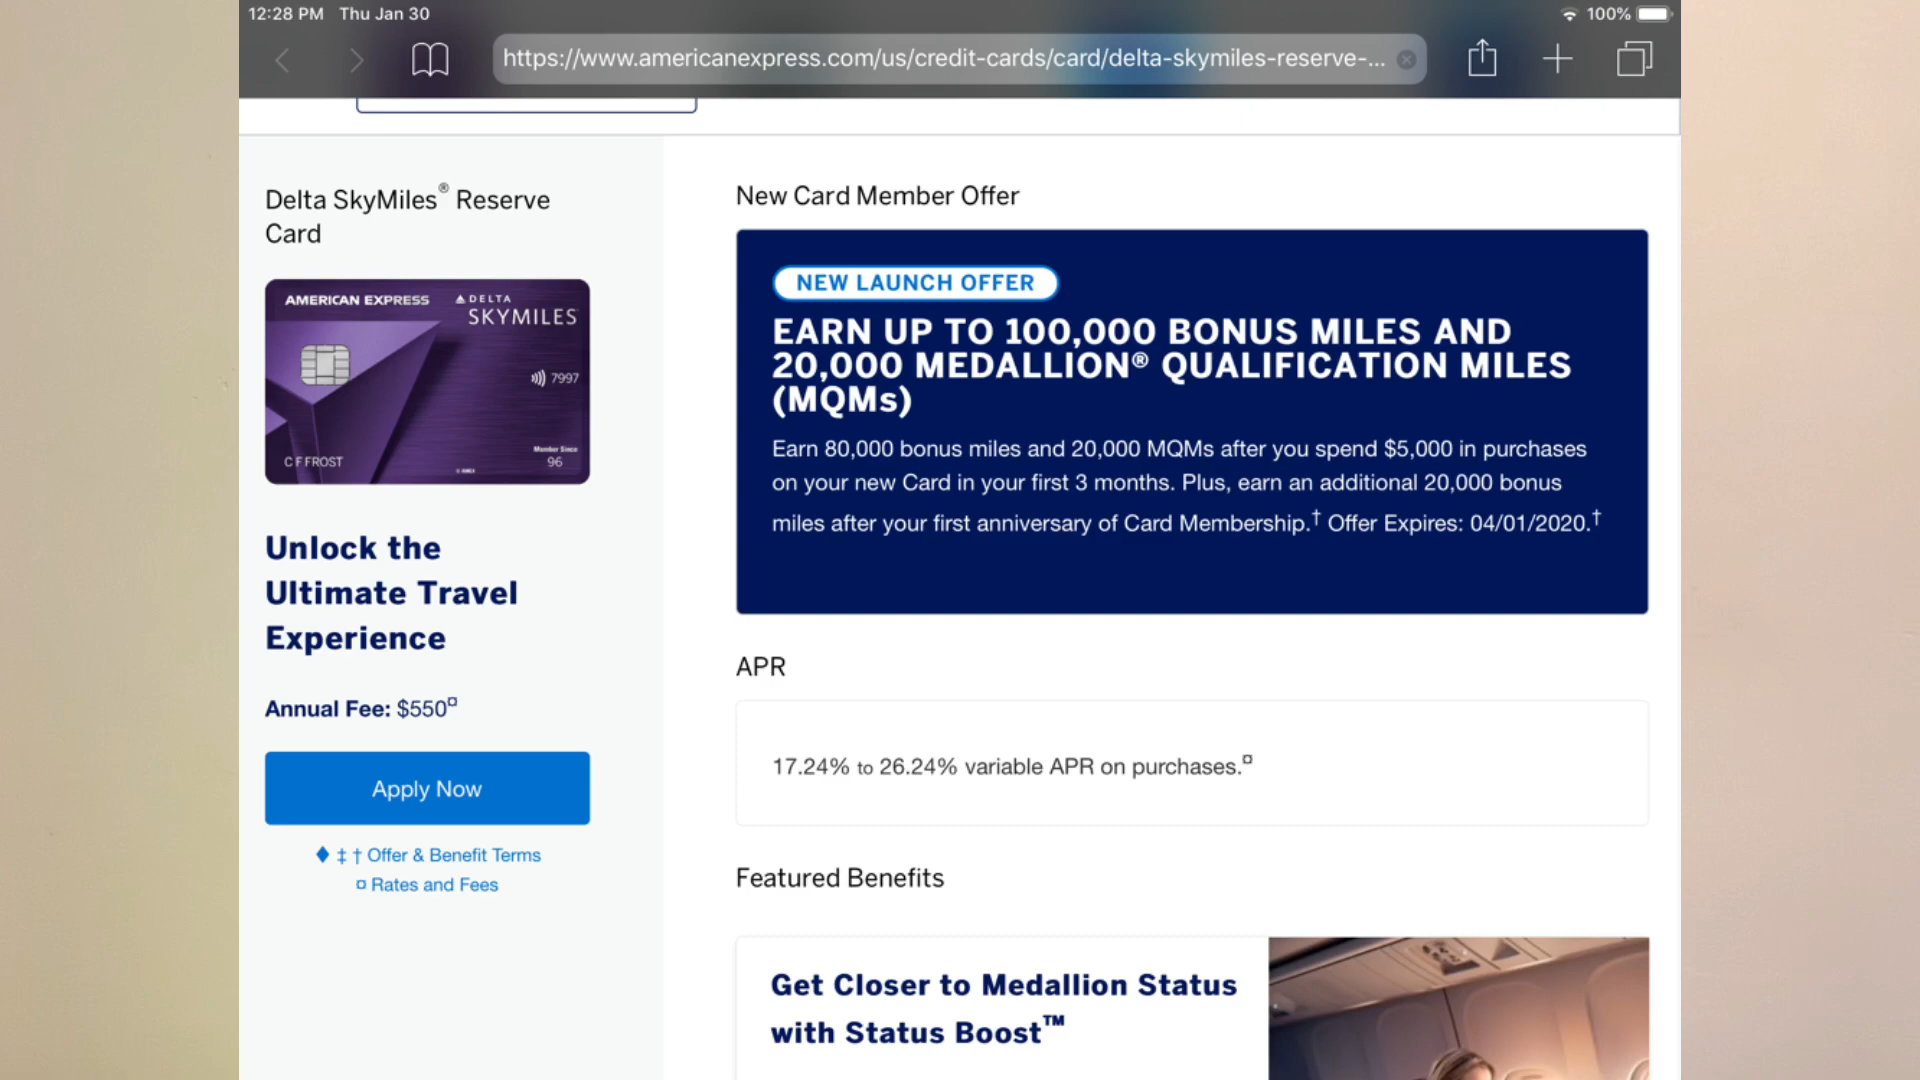 12:28 PM Thu Jan 30
100%
https://www.americanexpress.com/us/credit-cards/card/delta-skymiles-reserve-...
Delta SkyMiles® Reserve
Card
AMERICAN EXPRESS
DELTA
SKYMILES
7997
Member Since
96
C F FROST
© AMEX
Unlock the
Ultimate Travel
Experience
Annual Fee: $550¤
Apply Now
♦ ‡ † Offer & Benefit Terms
¤ Rates and Fees
New Card Member Offer
NEW LAUNCH OFFER
EARN UP TO 100,000 BONUS MILES AND
20,000 MEDALLION® QUALIFICATION MILES
(MQMs)
Earn 80,000 bonus miles and 20,000 MQMs after you spend $5,000 in purchases
on your new Card in your first 3 months. Plus, earn an additional 20,000 bonus
miles after your first anniversary of Card Membership.† Offer Expires: 04/01/2020.†
APR
17.24% to 26.24% variable APR on purchases.¤
Featured Benefits
Get Closer to Medallion Status
with Status Boost™